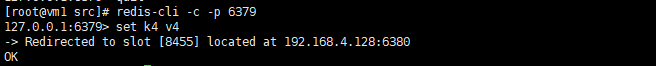 [root@vm1 src]# redis-cli -c -p 6379
127.0.0.1:6379> set k4 v4
-> Redirected to slot [8455] located at 192.168.4.128:6380
OK